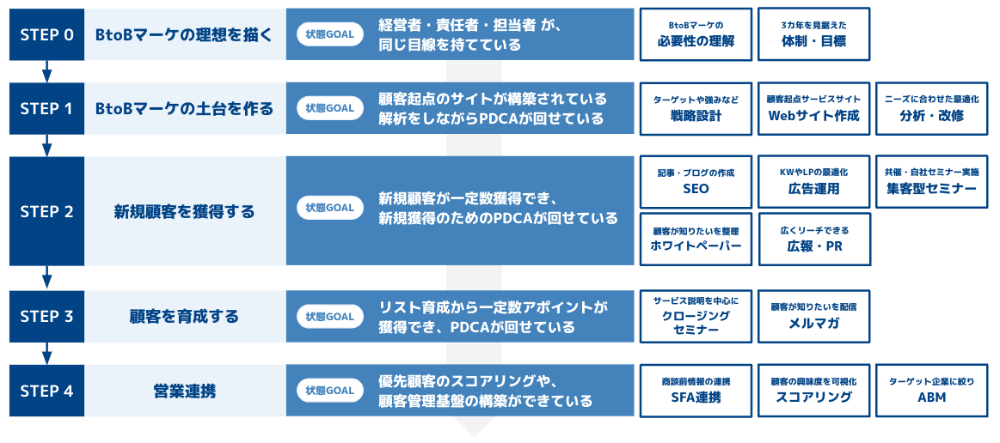 STEP 0
BtoBマーケの理想を描く
状態GOAL
経営者・責任者・担当者 が、
同じ目線を持てている
BtoBマーケの
必要性の理解
3カ年を見据えた
体制・目標
STEP 1
BtoBマーケの土台を作る
状態GOAL
顧客起点のサイトが構築されている
解析をしながらPDCAが回せている
ターゲットや強みなど
戦略設計
顧客起点サービスサイト
Webサイト作成
ニーズに合わせた最適化
分析・改修
STEP 2
新規顧客を獲得する
状態GOAL
新規顧客が一定数獲得でき、
新規獲得のためのPDCAが回せている
記事・ブログの作成
SEO
KWやLPの最適化
広告運用
共催・自社セミナー実施
集客型セミナー
顧客が知りたいを整理
ホワイトペーパー
広くリーチできる
広報・PR
STEP 3
顧客を育成する
状態GOAL
リスト育成から一定数アポイントが
獲得でき、PDCAが回せている
サービス説明を中心に
クロージング
セミナー
顧客が知りたいを配信
メルマガ
STEP 4
営業連携
状態GOAL
優先顧客のスコアリングや、
顧客管理基盤の構築ができている
商談前情報の連携
SFA連携
顧客の興味度を可視化
スコアリング
ターゲット企業に絞り
ABM